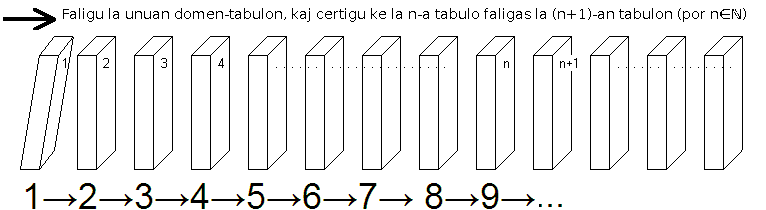 Faligu la unuan domen-tabulon, kaj certigu ke la n-a tabulo faligas la (n+1)-an tabulon (por n∈ℕ)
1 2 3 4 . . . . . . . . . . . . . . . . . . . . . . n n+1 . . . . . . . . . . . . . . .
1→2→3→4→5→6→7→ 8→9→...